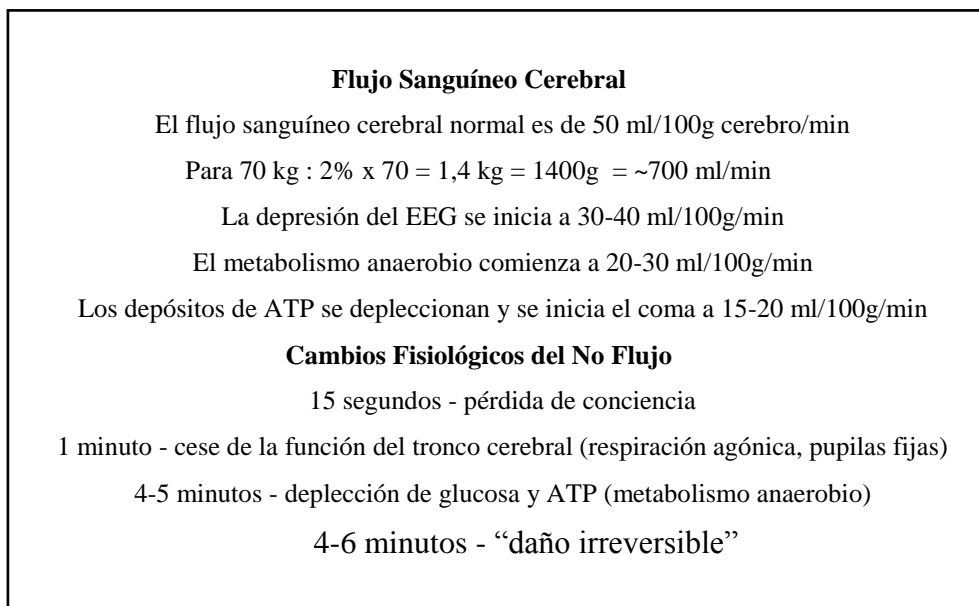 Flujo Sanguíneo Cerebral
El flujo sanguíneo cerebral normal es de 50 ml/100g cerebro/min
Para 70 kg : 2% x 70 = 1,4 kg = 1400g = ~700 ml/min
La depresión del EEG se inicia a 30-40 ml/100g/min
El metabolismo anaerobio comienza a 20-30 ml/100g/min
Los depósitos de ATP se depleccionan y se inicia el coma a 15-20 ml/100g/min
Cambios Fisiológicos del No Flujo
15 segundos - pérdida de conciencia
1 minuto - cese de la función del tronco cerebral (respiración agónica, pupilas fijas)
4-5 minutos - deplección de glucosa y ATP (metabolismo anaerobio)
4-6 minutos - “daño irreversible”